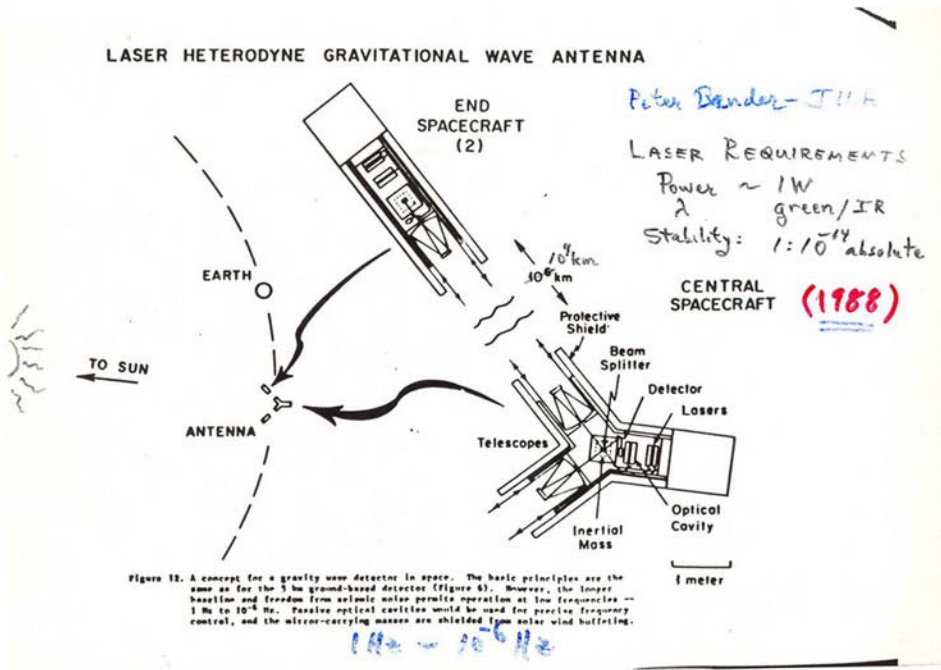 LASER HETERODYNE GRAVITATIONAL WAVE ANTENNA
Peter Bender - JILA
END
SPACECRAFT
(2)
LASER REQUIREMENTS
Power ~ 1W
λ green/IR
Stability: 1:10⁻¹⁴ absolute
10⁴ km
10⁶ km
EARTH
CENTRAL
SPACECRAFT
(1988)
Protective
Shield
Beam
Splitter
Detector
Lasers
TO SUN
ANTENNA
Telescopes
Optical
Cavity
Inertial
Mass
1 meter
Figure 12. A concept for a gravity wave detector in space. The basic principles are the
same as for the 5 km ground-based detector (Figure 6). However, the longer
baseline and freedom from seismic noise permits operation at low frequencies --
1 Hz to 10⁻⁶ Hz. Passive optical cavities would be used for precise frequency
control, and the mirror-carrying masses are shielded from solar wind buffeting.
1 Hz - 10⁻⁶ Hz